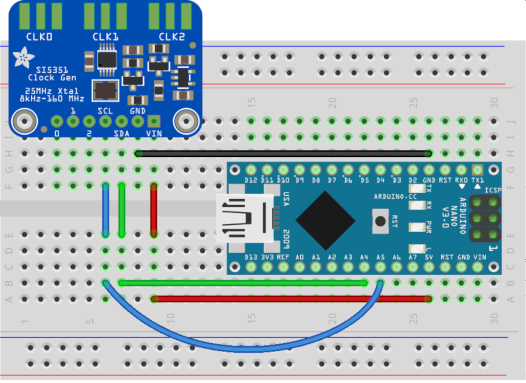 CLK0 CLK1 CLK2
SI5351
Clock Gen
25MHz Xtal
8kHz-160 MHz
SCL GND
0 1 2 SDA VIN
15 20 25 30
J
I
H
G
F
D12 D11 D10 D9 D8 D7 D6 D5 D4 D3 D2 GND RST RX0 TX1
TX
RX
PWR
L
ARDUINO.CC
RST
USA
2009
ICSP
ARDUINO
NANO
V3.0
1
D13 3V3 REF A0 A1 A2 A3 A4 A5 A6 A7 5V RST GND VIN
E
D
C
B
A
1 5 10 15 20 25 30